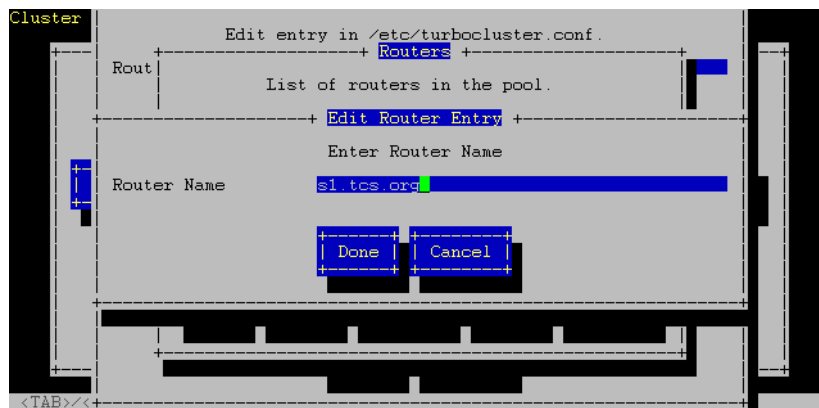 Cluster
Edit entry in /etc/turbocluster.conf.
Routers
Rout
List of routers in the pool.
Edit Router Entry
Enter Router Name
Router Name s1.tcs.org
Done Cancel
<TAB>/<